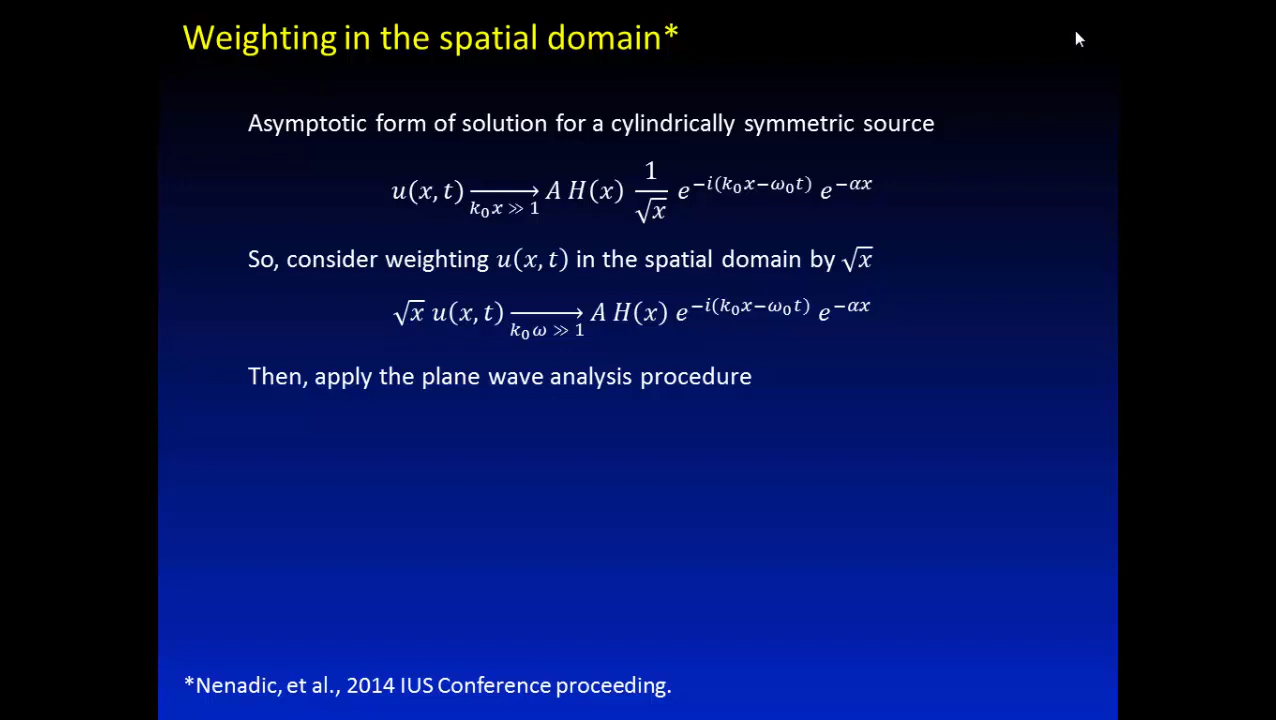 Weighting in the spatial domain*
Asymptotic form of solution for a cylindrically symmetric source
𝑢(𝑥, 𝑡) ⟶_{𝑘₀𝑥 ≫ 1} 𝐴 𝐻(𝑥) \frac{1}{\sqrt{𝑥}} 𝑒^{−𝑖(𝑘₀𝑥−𝜔₀𝑡)} 𝑒^{−𝛼𝑥}
So, consider weighting 𝑢(𝑥, 𝑡) in the spatial domain by √𝑥
√𝑥 𝑢(𝑥, 𝑡) ⟶_{𝑘₀𝜔 ≫ 1} 𝐴 𝐻(𝑥) 𝑒^{−𝑖(𝑘₀𝑥−𝜔₀𝑡)} 𝑒^{−𝛼𝑥}
Then, apply the plane wave analysis procedure
*Nenadic, et al., 2014 IUS Conference proceeding.